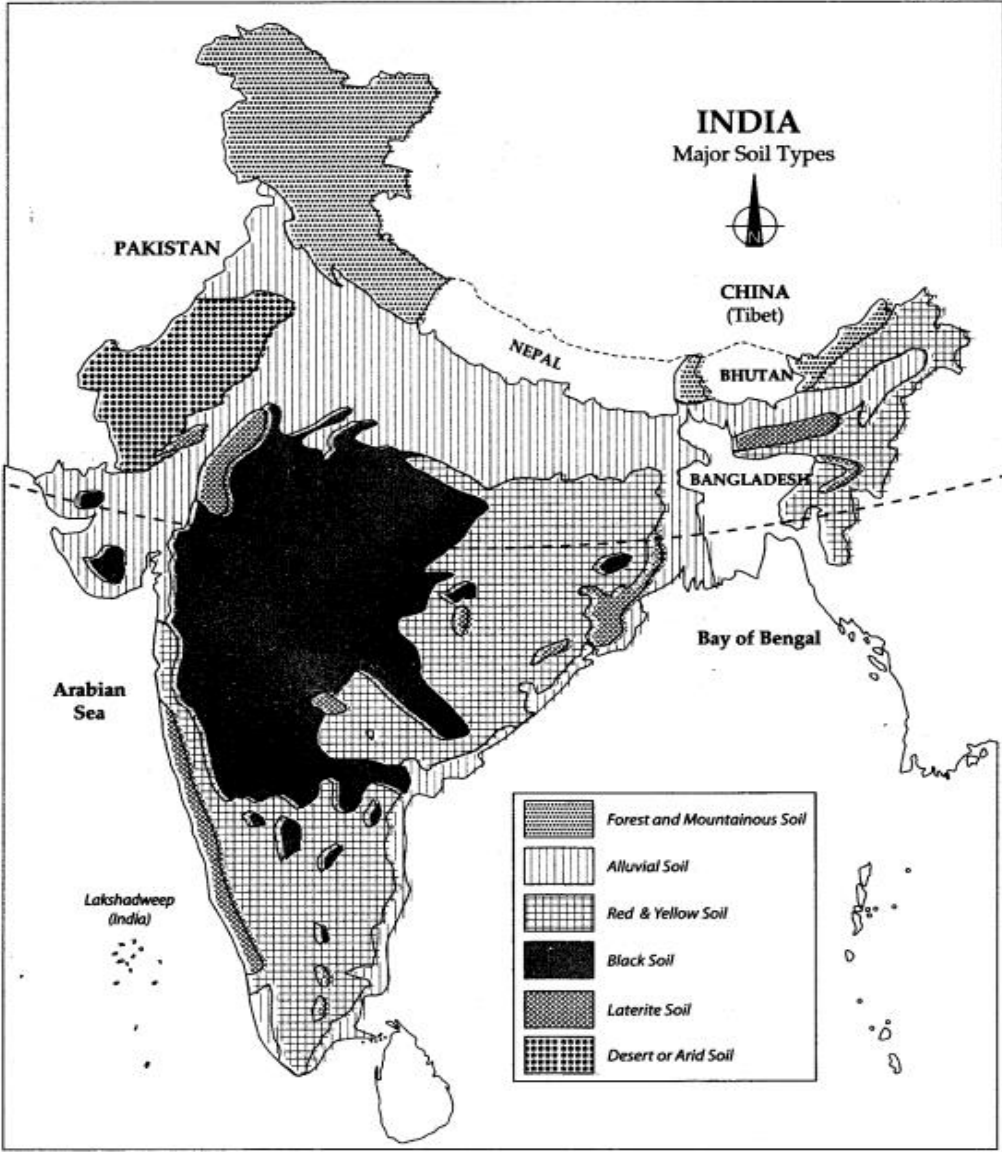 INDIA
Major Soil Types
N
PAKISTAN
CHINA
(Tibet)
NEPAL
BHUTAN
BANGLADESH
Bay of Bengal
Arabian
Sea
Lakshadweep
(India)
Forest and Mountainous Soil
Alluvial Soil
Red & Yellow Soil
Black Soil
Laterite Soil
Desert or Arid Soil